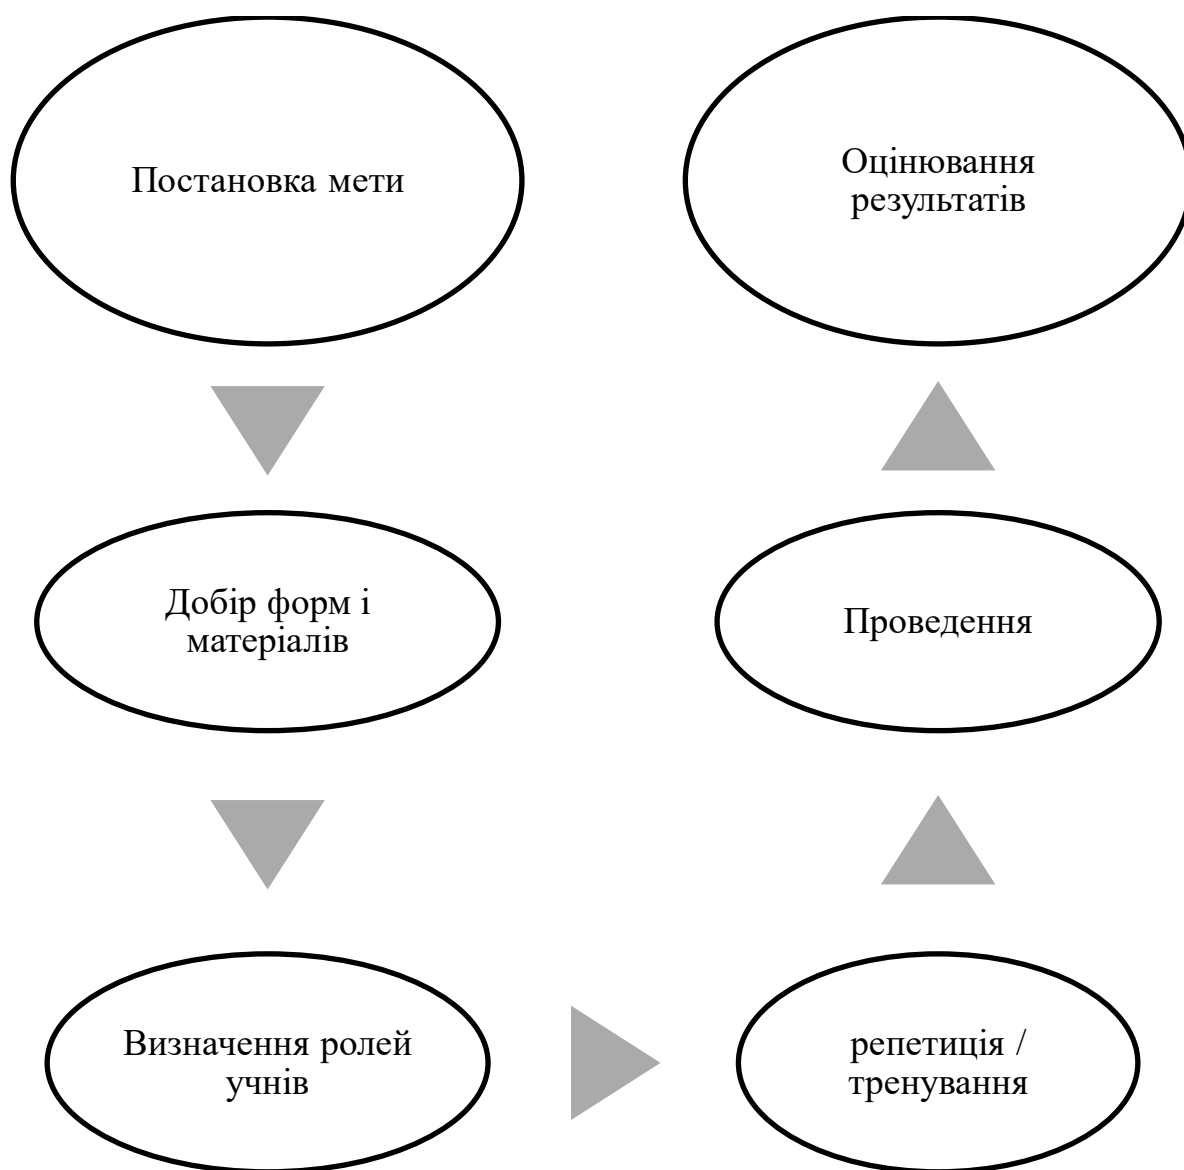 Постановка мети
Добір форм і
матеріалів
Визначення ролей
учнів
репетиція /
тренування
Проведення
Оцінювання
результатів